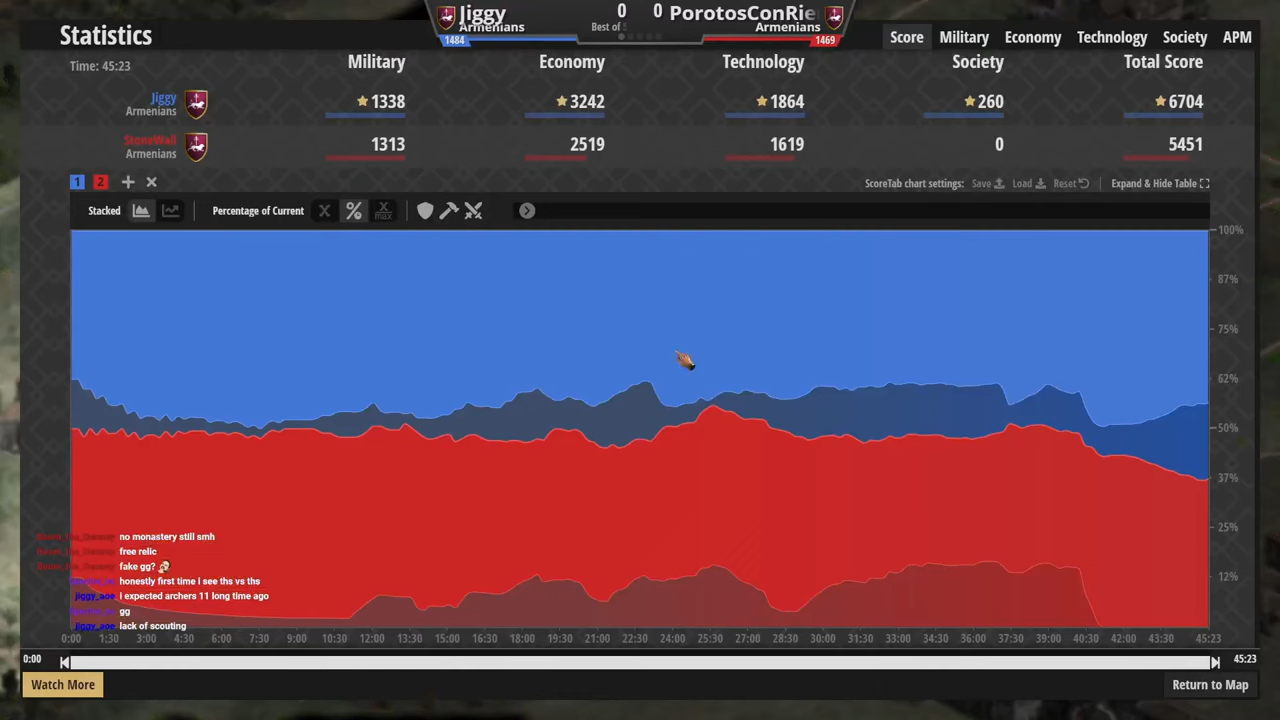 Jiggy 0 0 PorotosConRie
Armenians Best of Armenians
1484 1469
Statistics
Score Military Economy Technology Society APM
Time: 45:23 Military Economy Technology Society Total Score
Jiggy 1338 3242 1864 260 6704
Armenians
StoneWall 1313 2519 1619 0 5451
Armenians
1 2
ScoreTab chart settings: Save Load Reset Expand & Hide Table
Stacked Percentage of Current X % X max
100%
87%
75%
62%
50%
37%
25%
12%
no monastery still smh
free relic
fake gg?
honestly first time i see ths vs ths
jiggy_aoe i expected archers 11 long time ago
gg
jiggy_aoe lack of scouting
0:00 1:30 3:00 4:30 6:00 7:30 9:00 10:30 12:00 13:30 15:00 16:30 18:00 19:30 21:00 22:30 24:00 25:30 27:00 28:30 30:00 31:30 33:00 34:30 36:00 37:30 39:00 40:30 42:00 43:30 45:23
0:00 45:23
Watch More Return to Map